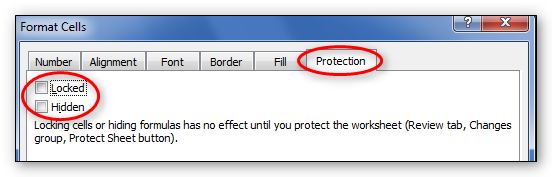 Format Cells
Number Alignment Font Border Fill Protection
Locked
Hidden
Locking cells or hiding formulas has no effect until you protect the worksheet (Review tab, Changes
group, Protect Sheet button).